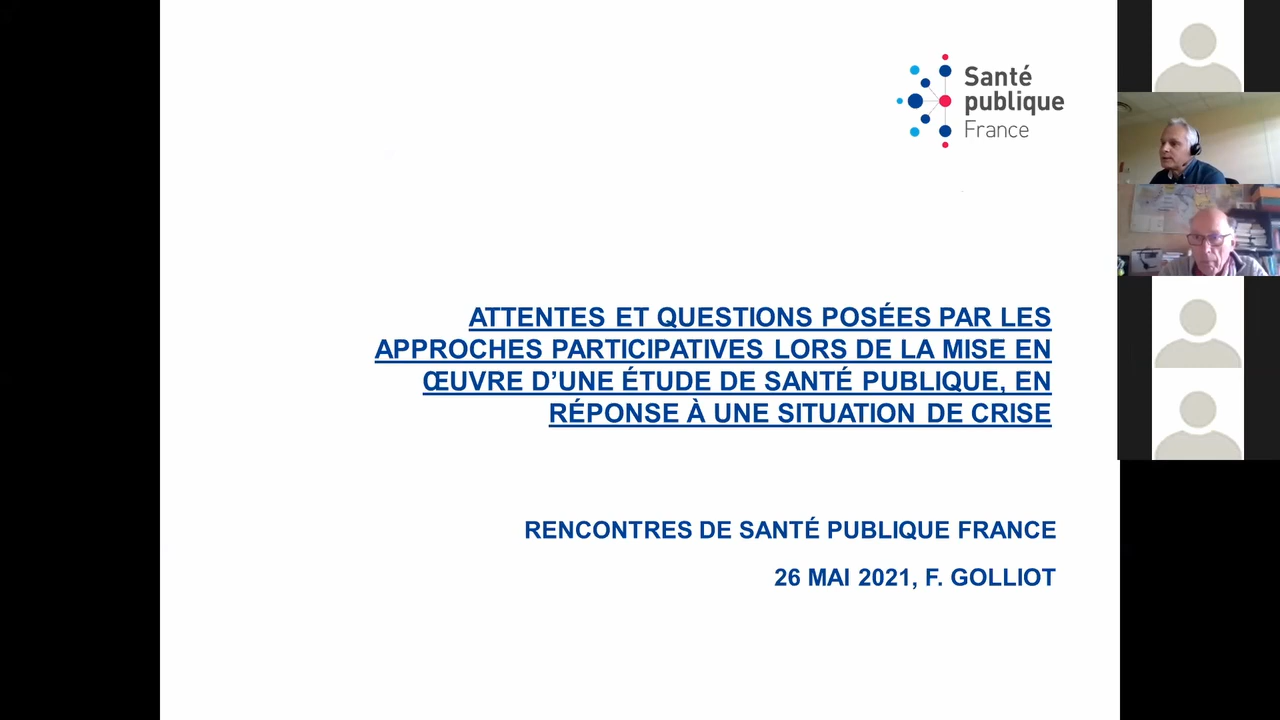 Santé
publique
France
ATTENTES ET QUESTIONS POSÉES PAR LES
APPROCHES PARTICIPATIVES LORS DE LA MISE EN
ŒUVRE D’UNE ÉTUDE DE SANTÉ PUBLIQUE, EN
RÉPONSE À UNE SITUATION DE CRISE
RENCONTRES DE SANTÉ PUBLIQUE FRANCE
26 MAI 2021, F. GOLLIOT